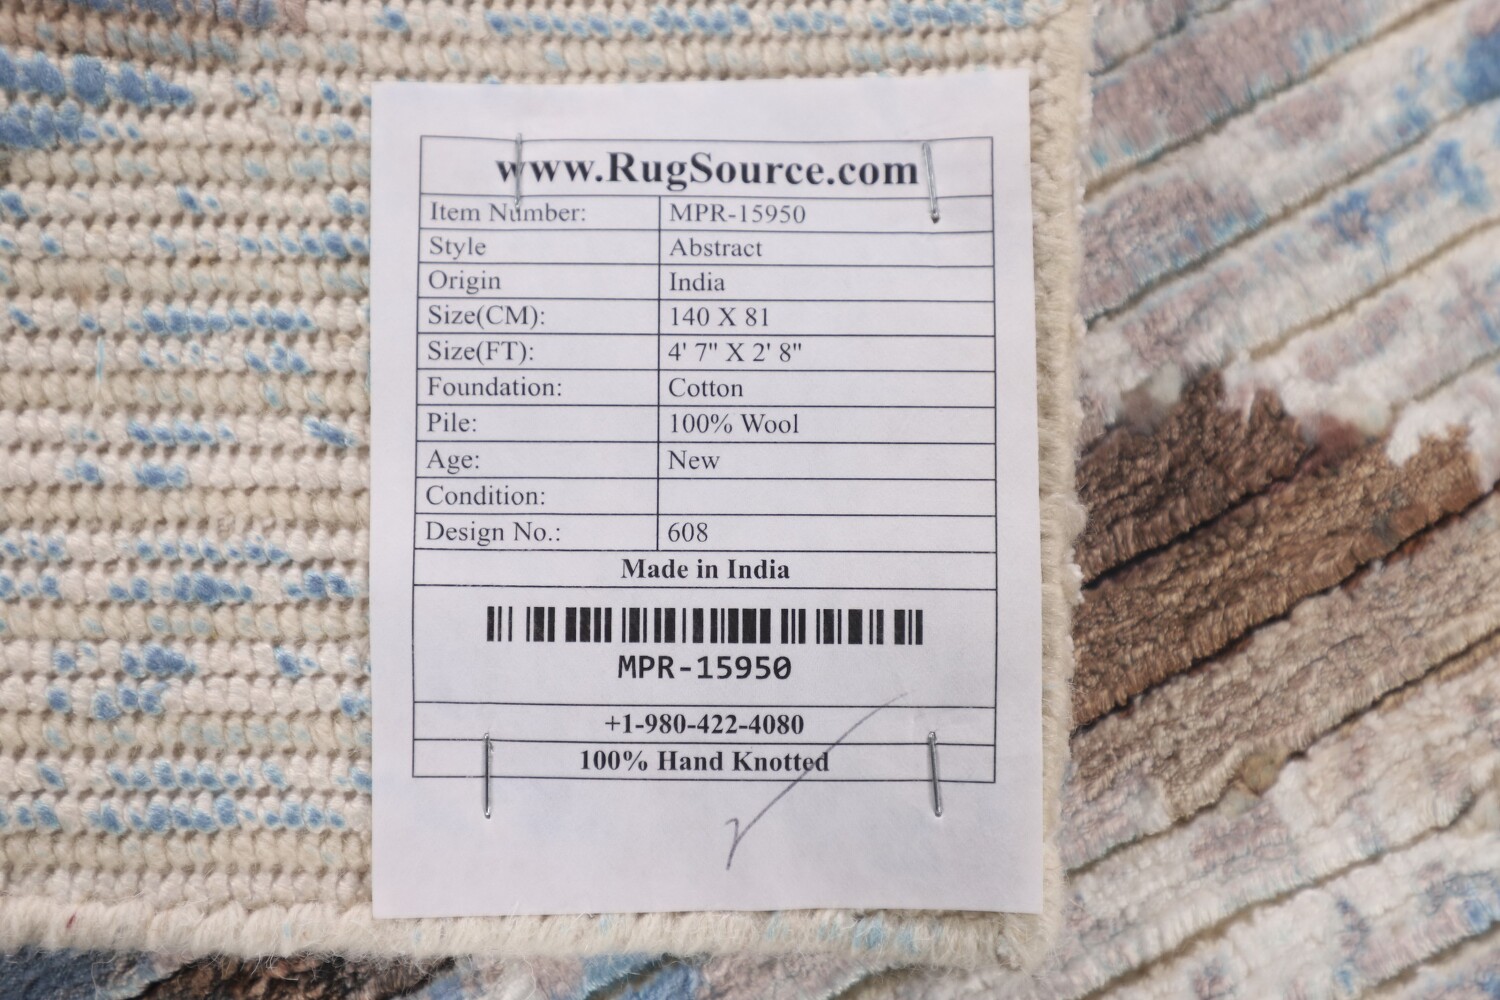 www.RugSource.com
Item Number: MPR-15950
Style Abstract
Origin India
Size(CM): 140 X 81
Size(FT): 4' 7" X 2' 8"
Foundation: Cotton
Pile: 100% Wool
Age: New
Condition:
Design No.: 608
Made in India
MPR-15950
+1-980-422-4080
100% Hand Knotted